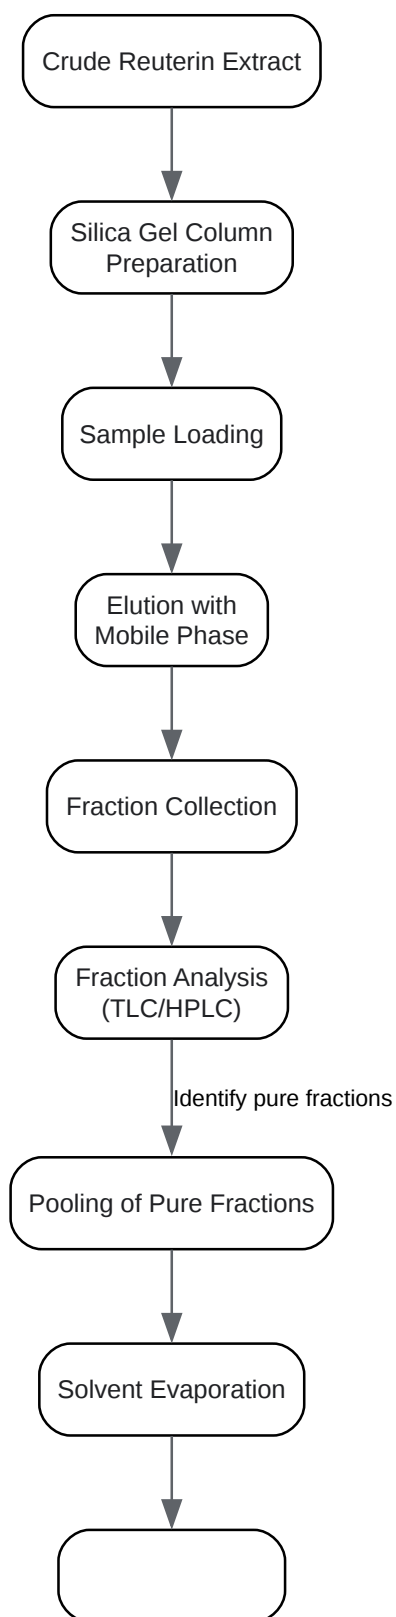 Crude Reuterin Extract
Silica Gel Column
Preparation
Sample Loading
Elution with
Mobile Phase
Fraction Collection
Fraction Analysis
(TLC/HPLC)
Identify pure fractions
Pooling of Pure Fractions
Solvent Evaporation